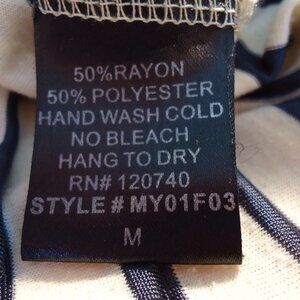 50%RAYON
50% POLYESTER
HAND WASH COLD
NO BLEACH
HANG TO DRY
RN# 120740
STYLE # MY01F03
M